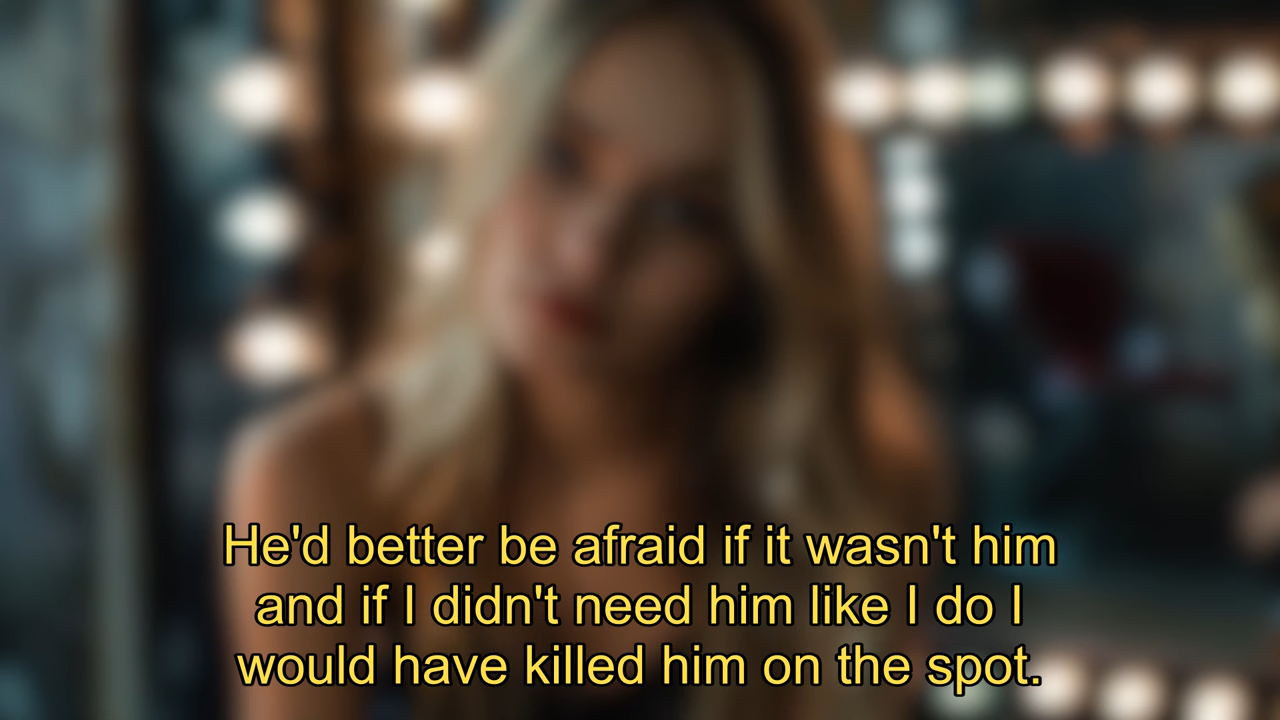 He'd better be afraid if it wasn't him
and if I didn't need him like I do I
would have killed him on the spot.